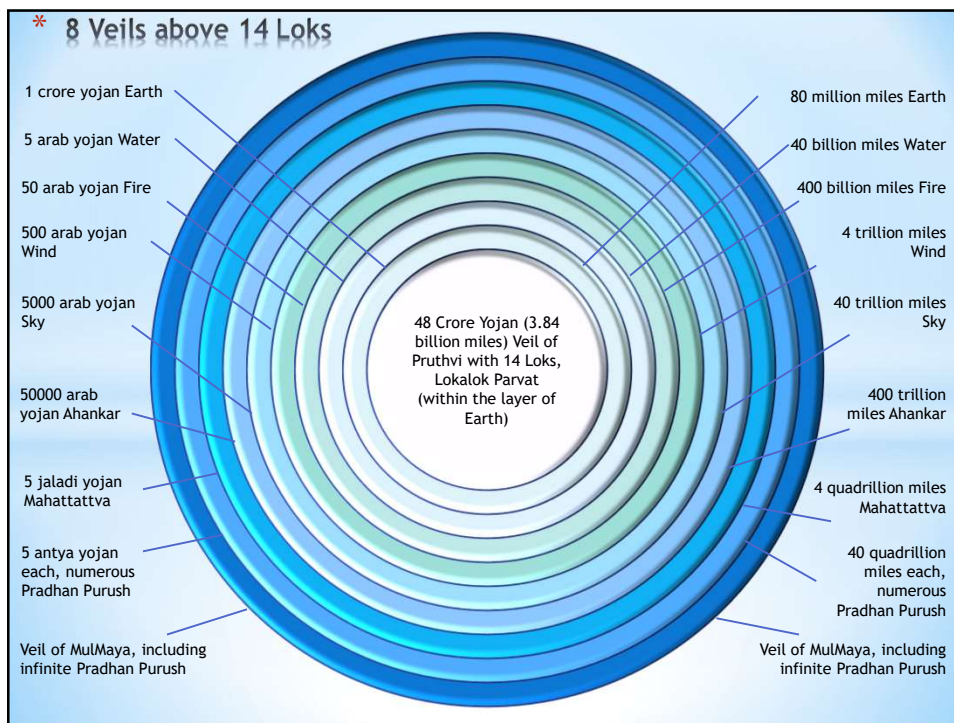 * 8 Veils above 14 Loks
1 crore yojan Earth
5 arab yojan Water
50 arab yojan Fire
500 arab yojan
Wind
5000 arab yojan
Sky
50000 arab
yojan Ahankar
5 jaladi yojan
Mahattattva
5 antya yojan
each, numerous
Pradhan Purush
Veil of MulMaya, including
infinite Pradhan Purush
48 Crore Yojan (3.84
billion miles) Veil of
Pruthvi with 14 Loks,
Lokalok Parvat
(within the layer of
Earth)
80 million miles Earth
40 billion miles Water
400 billion miles Fire
4 trillion miles
Wind
40 trillion miles
Sky
400 trillion
miles Ahankar
4 quadrillion miles
Mahattattva
40 quadrillion
miles each,
numerous
Pradhan Purush
Veil of MulMaya, including
infinite Pradhan Purush